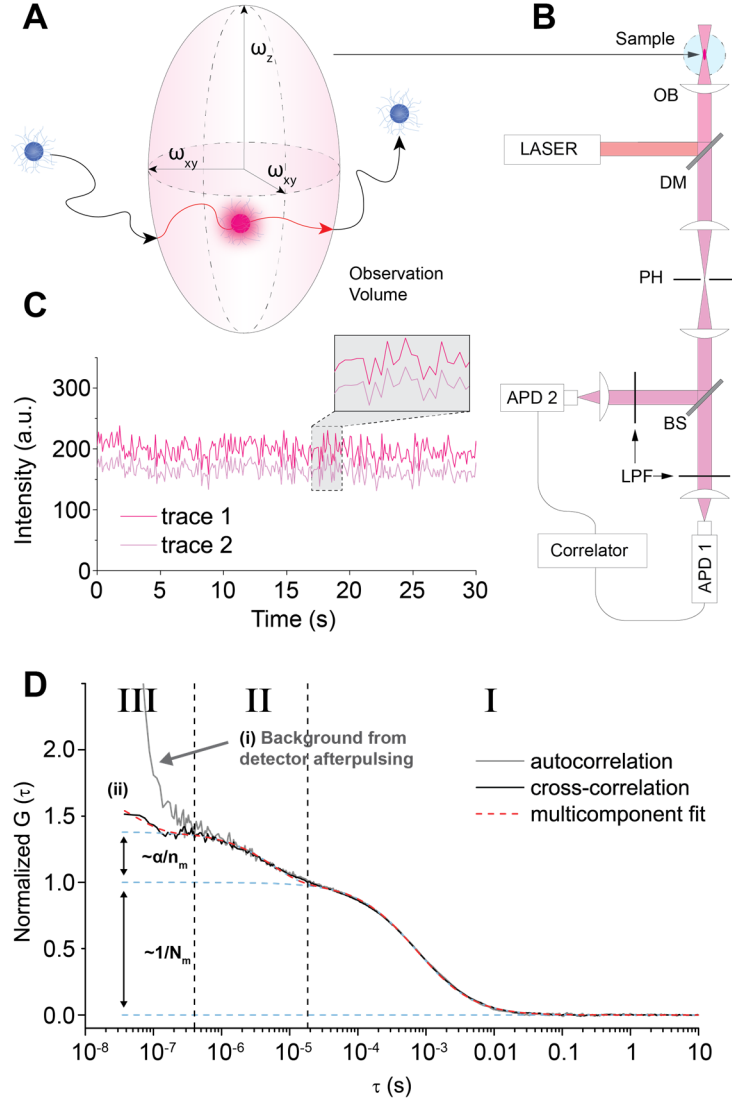 A
ω_z
ω_xy
ω_xy
Observation
Volume
B
Sample
OB
LASER
DM
PH
APD 2
BS
LPF
Correlator
APD 1
C
Intensity (a.u.)
300
200
150
100
50
0
trace 1
trace 2
0 5 10 15 20 25 30
Time (s)
D
III II I
Normalized G (τ)
2.0
1.5
1.0
0.5
0.0
(i) Background from
detector afterpulsing
(ii)
~α/n_m
~1/N_m
autocorrelation
cross-correlation
multicomponent fit
10^-8 10^-7 10^-6 10^-5 10^-4 10^-3 0.01 0.1 1 10
τ (s)